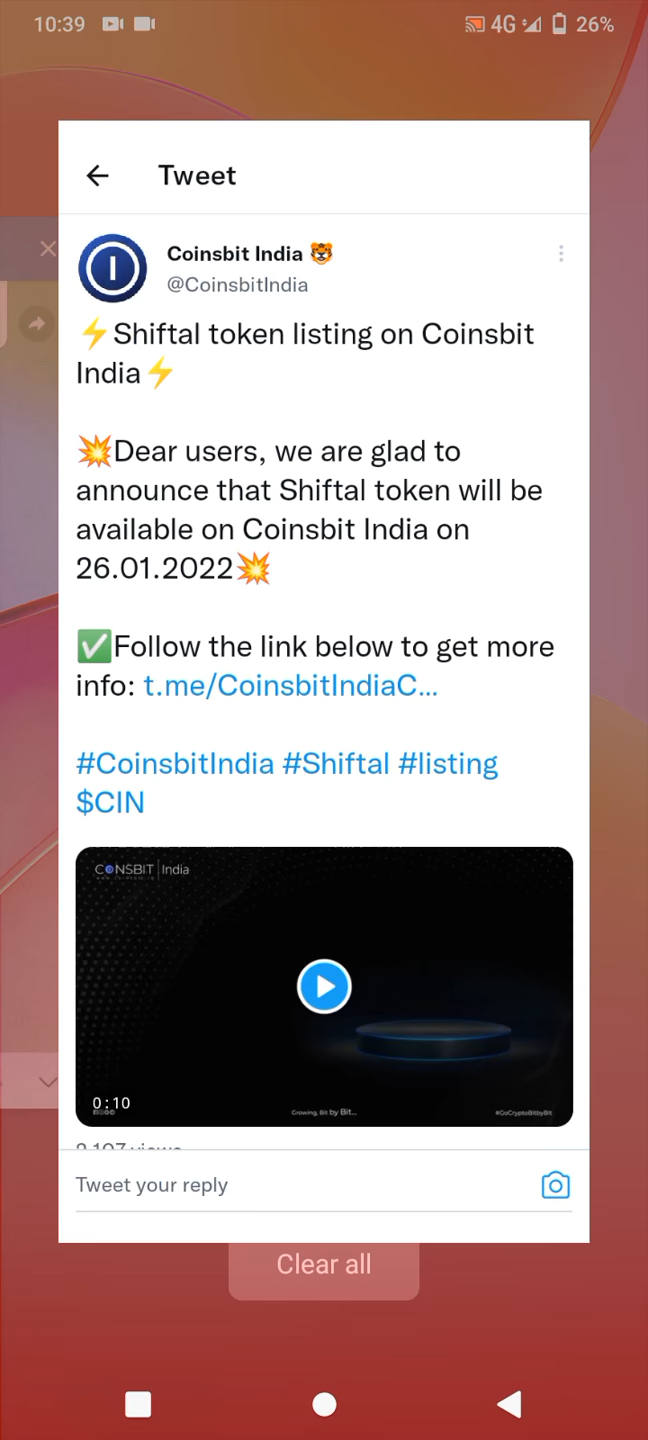 10:39
4G
26%
Tweet
Coinsbit India 🐯
@CoinsbitIndia
⚡Shiftal token listing on Coinsbit
India⚡
💥Dear users, we are glad to
announce that Shiftal token will be
available on Coinsbit India on
26.01.2022💥
✅Follow the link below to get more
info: t.me/CoinsbitIndiaC...
#CoinsbitIndia #Shiftal #listing
$CIN
COINSBIT India
0:10
Growing, Bit by Bit...
#GoCryptoBitbyBit
views
Tweet your reply
Clear all